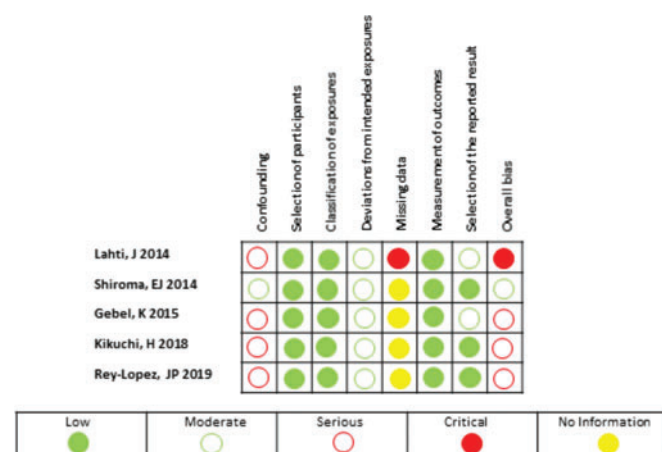 Confounding
Selection of participants
Classification of exposures
Deviations from intended exposures
Missing data
Measurement of outcomes
Selection of the reported result
Overall bias
Lahti, J 2014
Shiroma, EJ 2014
Gebel, K 2015
Kikuchi, H 2018
Rey-Lopez, JP 2019
Low Moderate Serious Critical No Information